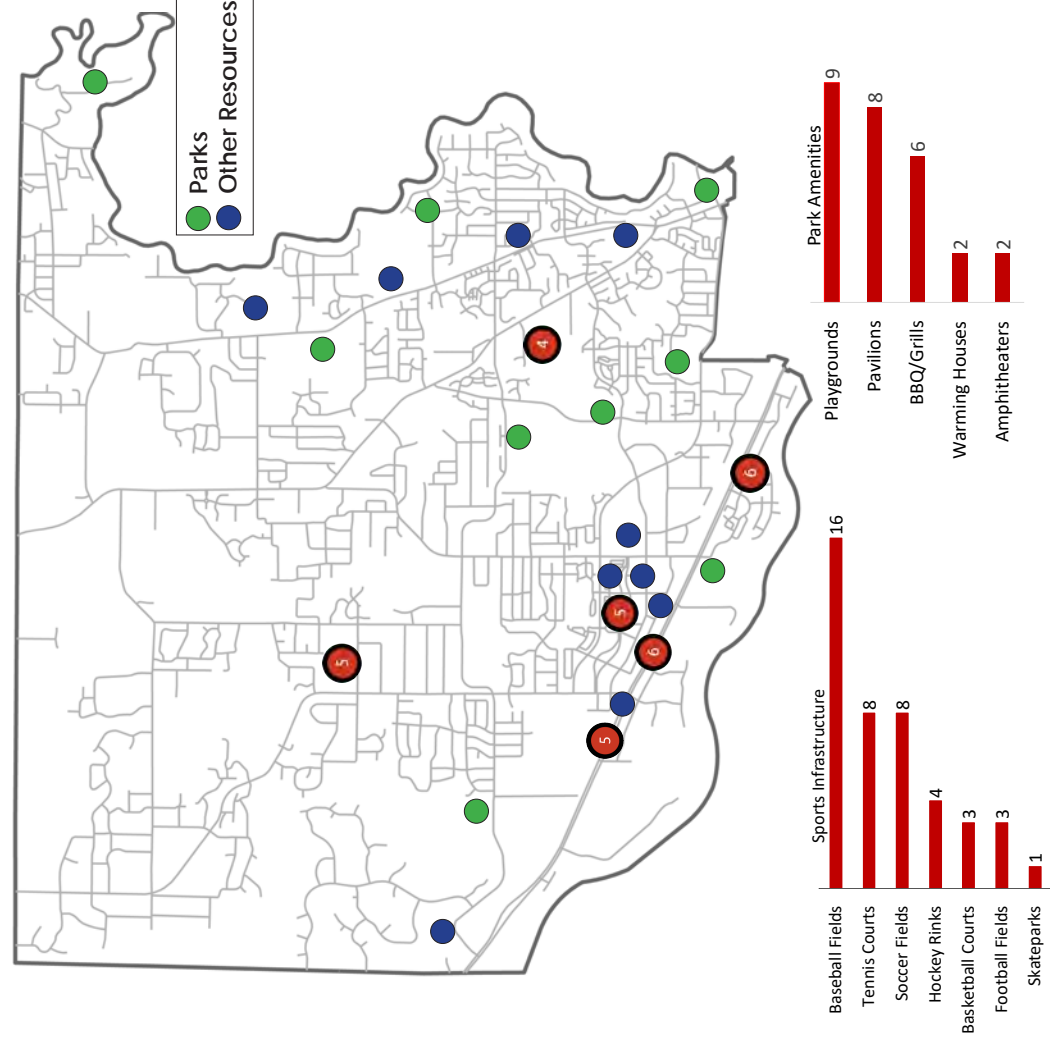 Parks
Other Resources
4
5
5
6
5
6
Sports Infrastructure
Baseball Fields 16
Tennis Courts 8
Soccer Fields 8
Hockey Rinks 4
Basketball Courts 3
Football Fields 3
Skateparks 1
Park Amenities
Playgrounds 9
Pavilions 8
BBQ/Grills 6
Warming Houses 2
Amphitheaters 2